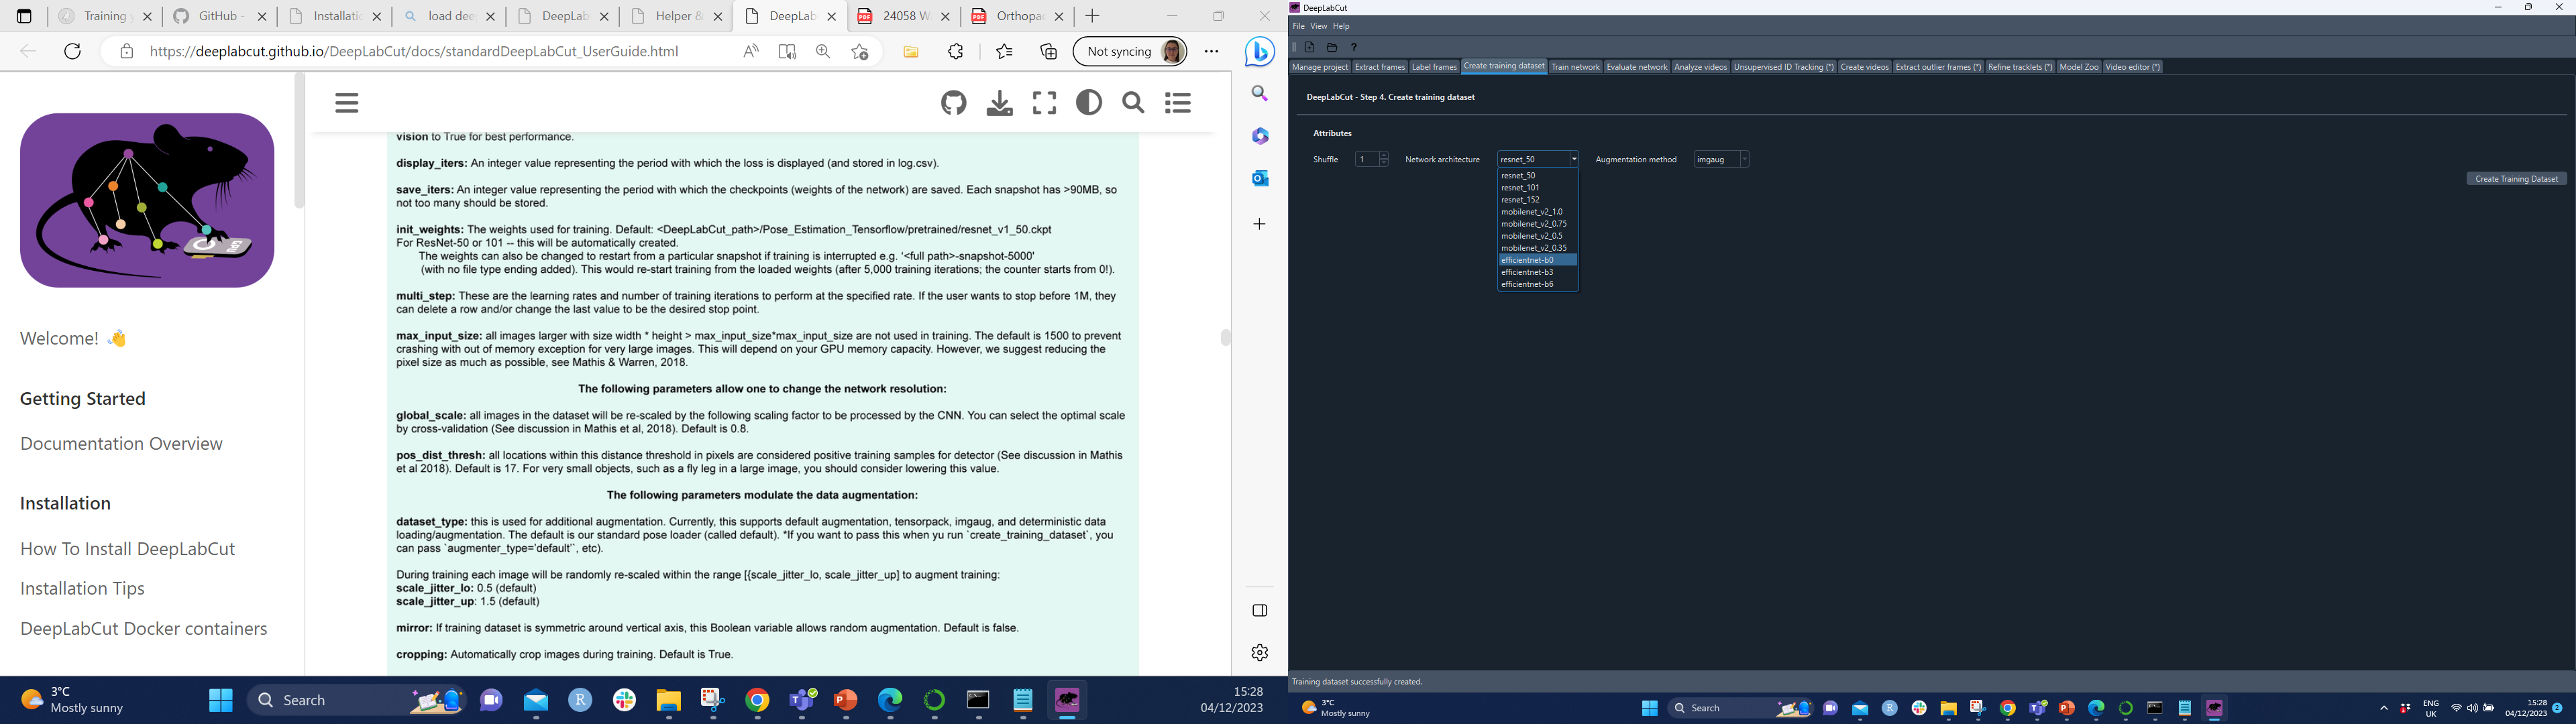 Training y
GitHub -
Installatic
load dee
DeepLab
Helper &
DeepLab
24058 W
Orthopac
https://deeplabcut.github.io/DeepLabCut/docs/standardDeepLabCut_UserGuide.html
Not syncing
Welcome! 👋
Getting Started
Documentation Overview
Installation
How To Install DeepLabCut
Installation Tips
DeepLabCut Docker containers
vision to True for best performance.
display_iters: An integer value representing the period with which the loss is displayed (and stored in log.csv).
save_iters: An integer value representing the period with which the checkpoints (weights of the network) are saved. Each snapshot has >90MB, so
not too many should be stored.
init_weights: The weights used for training. Default: <DeepLabCut_path>/Pose_Estimation_Tensorflow/pretrained/resnet_v1_50.ckpt
For ResNet-50 or 101 -- this will be automatically created.
The weights can also be changed to restart from a particular snapshot if training is interrupted e.g. '<full path>-snapshot-5000'
(with no file type ending added). This would re-start training from the loaded weights (after 5,000 training iterations; the counter starts from 0!).
multi_step: These are the learning rates and number of training iterations to perform at the specified rate. If the user wants to stop before 1M, they
can delete a row and/or change the last value to be the desired stop point.
max_input_size: all images larger with size width * height > max_input_size*max_input_size are not used in training. The default is 1500 to prevent
crashing with out of memory exception for very large images. This will depend on your GPU memory capacity. However, we suggest reducing the
pixel size as much as possible, see Mathis & Warren, 2018.
The following parameters allow one to change the network resolution:
global_scale: all images in the dataset will be re-scaled by the following scaling factor to be processed by the CNN. You can select the optimal scale
by cross-validation (See discussion in Mathis et al, 2018). Default is 0.8.
pos_dist_thresh: all locations within this distance threshold in pixels are considered positive training samples for detector (See discussion in Mathis
et al 2018). Default is 17. For very small objects, such as a fly leg in a large image, you should consider lowering this value.
The following parameters modulate the data augmentation:
dataset_type: this is used for additional augmentation. Currently, this supports default augmentation, tensorpack, imgaug, and deterministic data
loading/augmentation. The default is our standard pose loader (called default). *If you want to pass this when yu run `create_training_dataset`, you
can pass `augmenter_type='default'`, etc).
During training each image will be randomly re-scaled within the range [{scale_jitter_lo, scale_jitter_up] to augment training:
scale_jitter_lo: 0.5 (default)
scale_jitter_up: 1.5 (default)
mirror: If training dataset is symmetric around vertical axis, this Boolean variable allows random augmentation. Default is false.
cropping: Automatically crop images during training. Default is True.
3°C
Mostly sunny
Search
15:28
04/12/2023
DeepLabCut
File View Help
Manage project
Extract frames
Label frames
Create training dataset
Train network
Evaluate network
Analyze videos
Unsupervised ID Tracking (*)
Create videos
Extract outlier frames (*)
Refine tracklets (*)
Model Zoo
Video editor (*)
DeepLabCut - Step 4. Create training dataset
Attributes
Shuffle 1 Network architecture resnet_50 Augmentation method imgaug
resnet_50
resnet_101
resnet_152
mobilenet_v2_1.0
mobilenet_v2_0.75
mobilenet_v2_0.5
mobilenet_v2_0.35
efficientnet-b0
efficientnet-b3
efficientnet-b6
Create Training Dataset
Training dataset successfully created.
3°C
Mostly sunny
Search
ENG
UK
15:28
04/12/2023
2